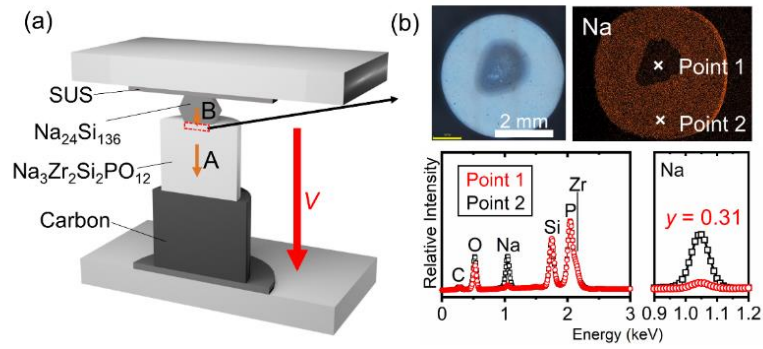 (a)
SUS
B
Na24Si136
Na3Zr2Si2PO12
A
V
Carbon
(b)
2 mm
Na
Point 1
Point 2
Relative Intensity
Point 1
Point 2
C
O
Na
Si
P
Zr
0 1 2 3
Na
y = 0.31
0.9 1.0 1.1 1.2
Energy (keV)